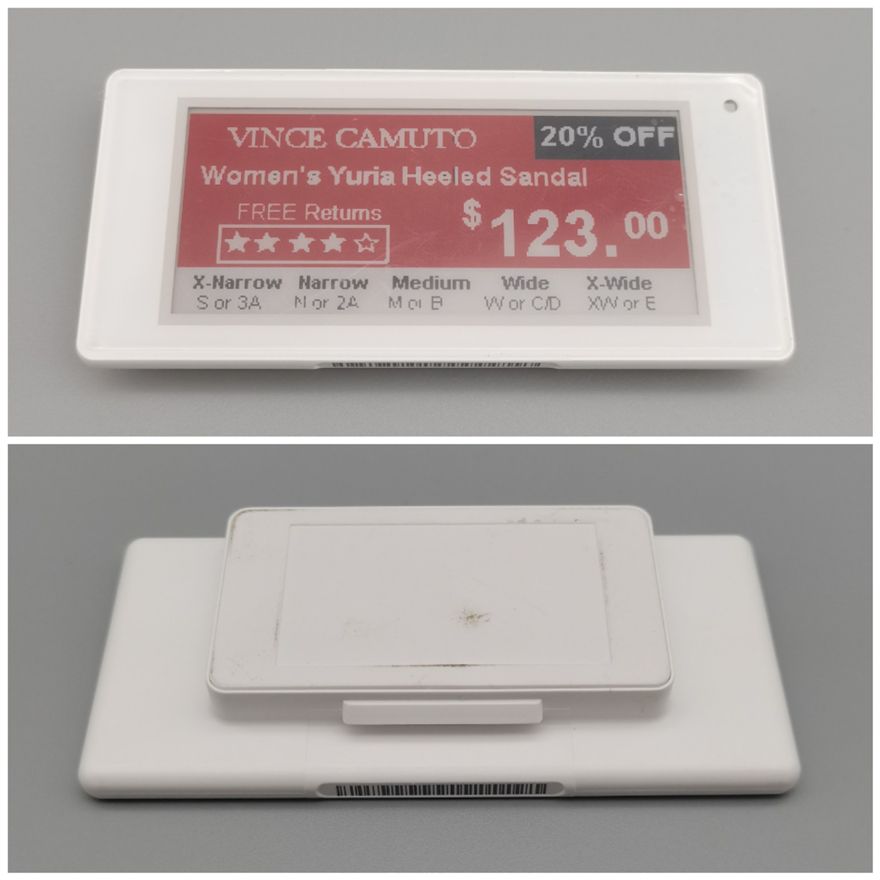 VINCE CAMUTO
20% OFF
Women's Yuria Heeled Sandal
FREE Returns
$123.00
X-Narrow Narrow Medium Wide X-Wide
S or 3A N or 2A M or B W or C/D XW or E